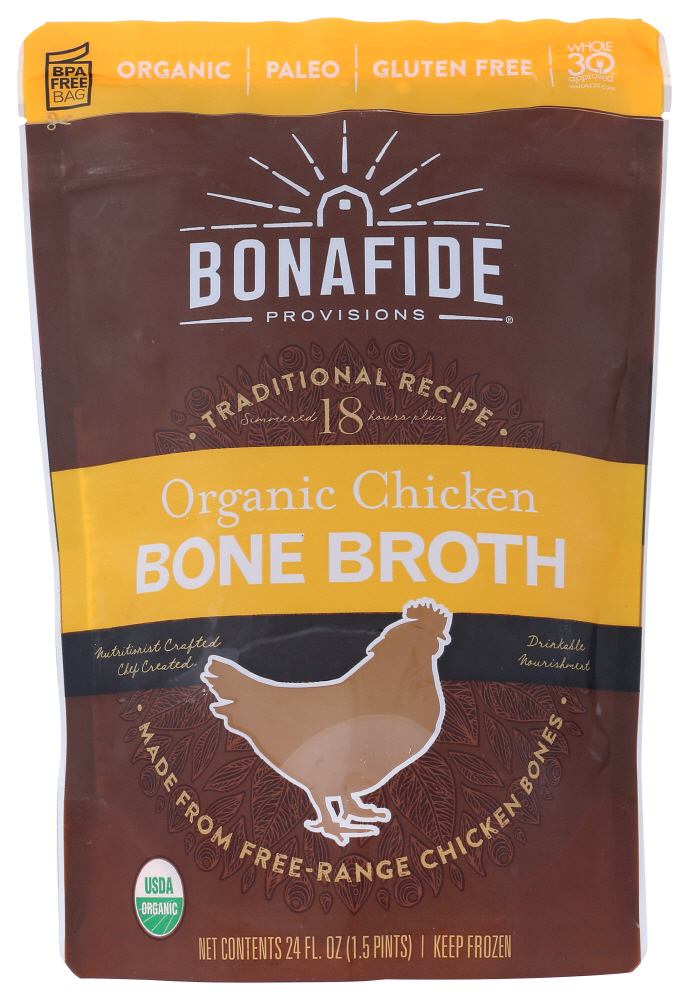 BPA
FREE
BAG
ORGANIC | PALEO | GLUTEN FREE
WHOLE
30
approved
WHOLE30.COM
BONAFIDE
PROVISIONS ®
• TRADITIONAL RECIPE •
Simmered 18 hours plus
Organic Chicken
BONE BROTH
Nutritionist Crafted
Chef Created
Drinkable
Nourishment
• MADE FROM FREE-RANGE CHICKEN BONES •
USDA
ORGANIC
NET CONTENTS 24 FL. OZ (1.5 PINTS) | KEEP FROZEN